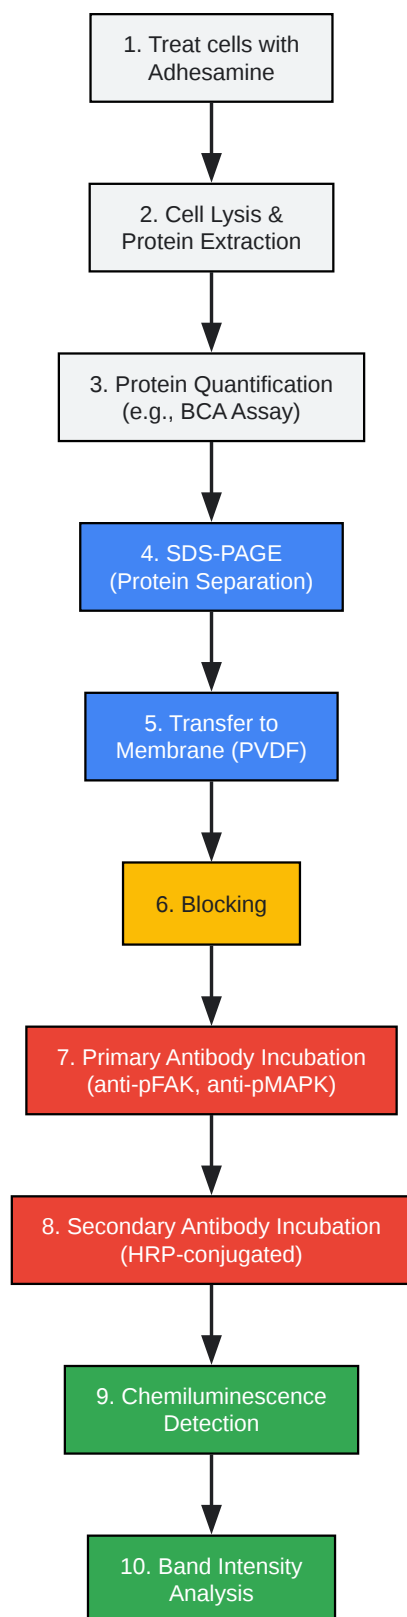 1. Treat cells with
Adhesamine
2. Cell Lysis &
Protein Extraction
3. Protein Quantification
(e.g., BCA Assay)
4. SDS-PAGE
(Protein Separation)
5. Transfer to
Membrane (PVDF)
6. Blocking
7. Primary Antibody Incubation
(anti-pFAK, anti-pMAPK)
8. Secondary Antibody Incubation
(HRP-conjugated)
9. Chemiluminescence
Detection
10. Band Intensity
Analysis